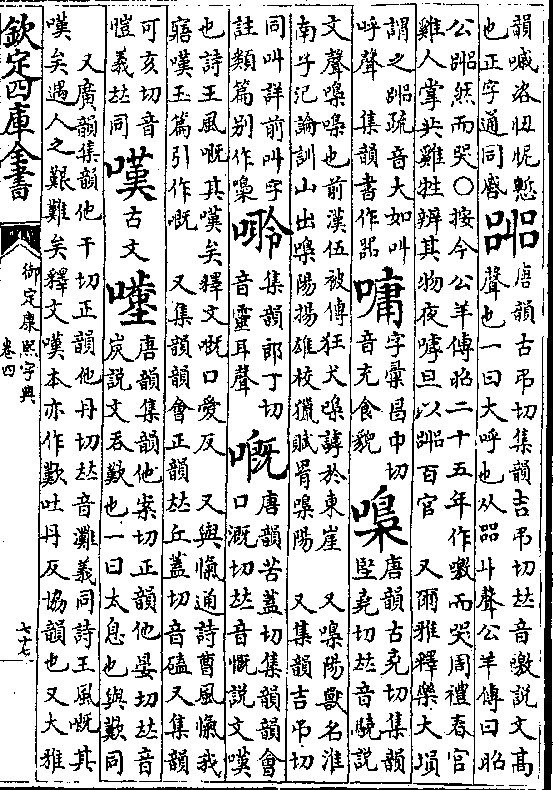 韻喊咨忸怩慙
也正字通同慼
嘂
唐韻古弔切集韻吉弔切𠀤音噭說文高
聲也一曰大呼也从㗊丩聲公羊傳曰昭
公嘂然而哭○按今公羊傳昭二十五年作噭而哭周禮春官
雞人掌共雞牲辨其物夜嘑旦以嘂百官 又爾雅釋樂大塤
謂之嘂疏音大如叫
呼聲 集韻書作嘂
嘃
字彙昌中切
音充食貌
嘄
唐韻古堯切集韻
堅堯切𠀤音驍說
文聲嘄嘄也前漢伍被傳狂犬嘄謼於東崖 又嘄陽獸名淮
南子氾論訓山出嘄陽揚雄校獵賦罥嘄陽 又集韻吉弔切
同叫詳前叫字
註類篇別作噪
嘇
集韻郎丁切
音靈耳聲
嘅
唐韻苦蓋切集韻韻會
口溉切𠀤音慨說文嘆
也詩王風嘅其嘆矣釋文嘅口愛反 又與愾通詩曹風愾我
寤嘆玉篇引作嘅 又集韻韻會正韻𠀤丘蓋切音磕又集韻
可亥切音
愷義𠀤同
嘆
古文
𡅐
唐韻集韻他案切正韻他晏切𠀤音
炭說文吞歎也一曰太息也與歎同
又廣韻集韻他干切正韻他丹切𠀤音灘義同詩王風嘅其
嘆矣遇人之艱難矣釋文嘆本亦作歎吐丹反協韻也又大雅
欽定四庫全書
御定康熙字典
卷四
七十七